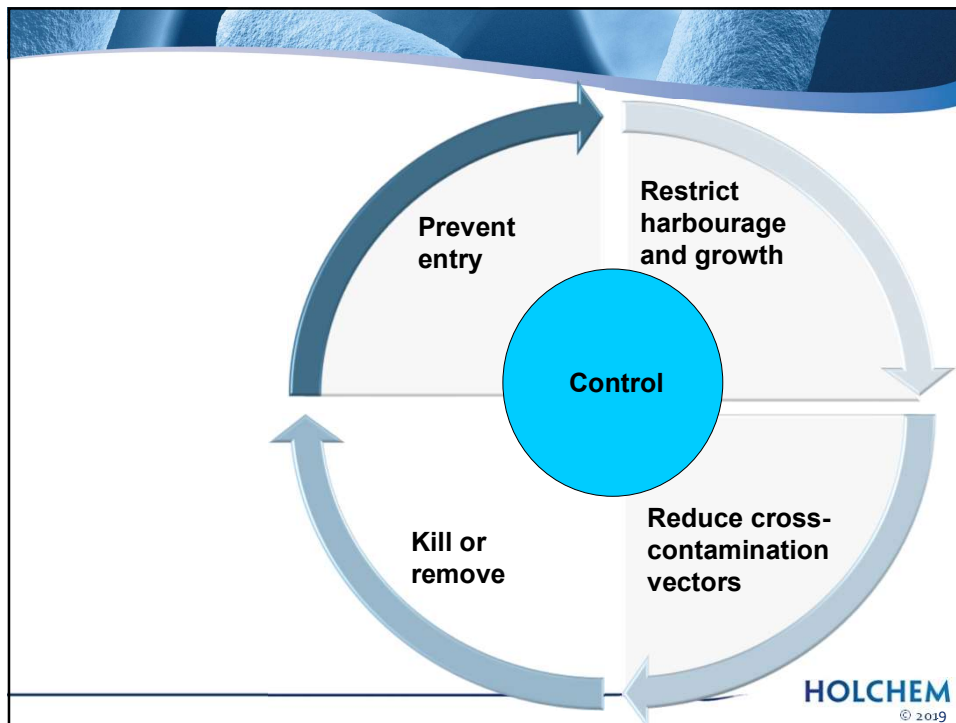 Prevent
entry
Restrict
harbourage
and growth
Control
Kill or
remove
Reduce cross-
contamination
vectors
HOLCHEM
© 2019